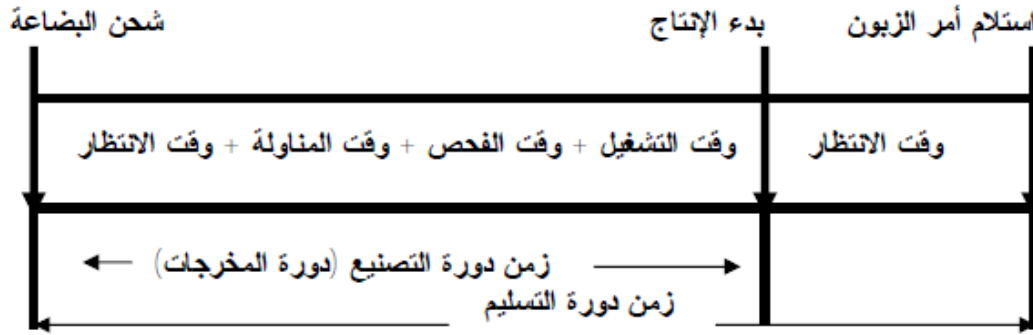 استلام أمر الزبون بدء الإنتاج شحن البضاعة
وقت الانتظار وقت التشغيل + وقت الفحص + وقت المناولة + وقت الانتظار
زمن دورة التصنيع (دورة المخرجات)
زمن دورة التسليم